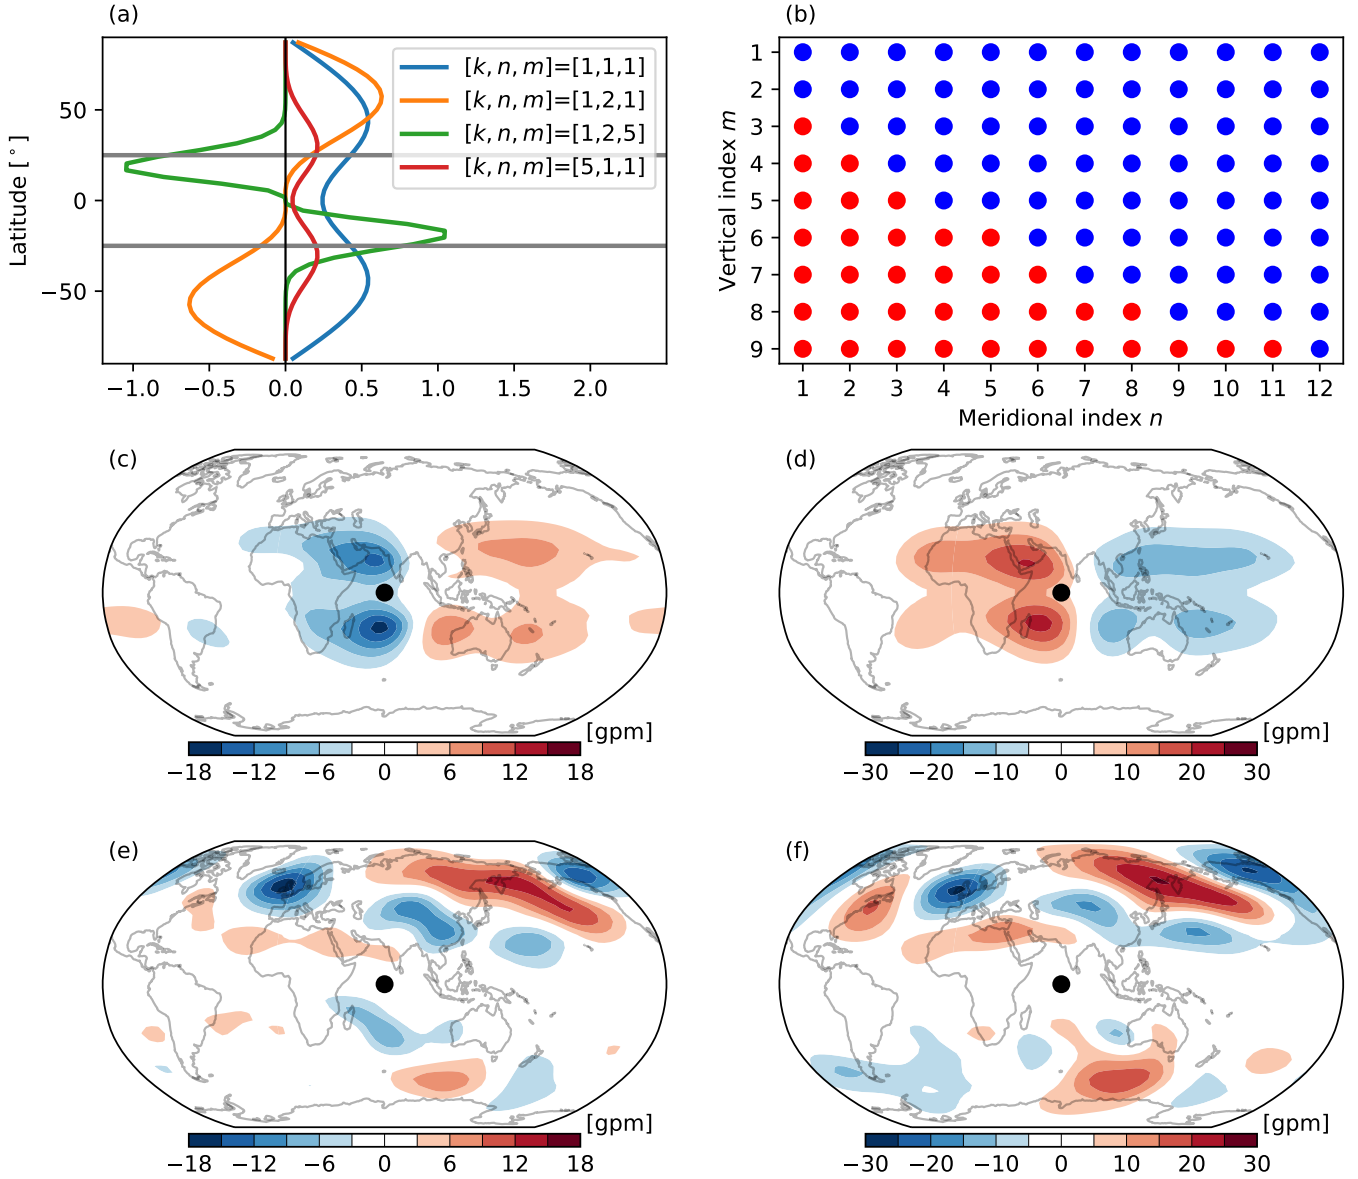 (a)
[k, n, m]=[1,1,1]
[k, n, m]=[1,2,1]
[k, n, m]=[1,2,5]
[k, n, m]=[5,1,1]
Latitude [°]
50
0
−50
−1.0 −0.5 0.0 0.5 1.0 1.5 2.0
(b)
Vertical index m
1
2
3
4
5
6
7
8
9
1 2 3 4 5 6 7 8 9 10 11 12
Meridional index n
(c)
[gpm]
−18 −12 −6 0 6 12 18
(d)
[gpm]
−30 −20 −10 0 10 20 30
(e)
[gpm]
−18 −12 −6 0 6 12 18
(f)
[gpm]
−30 −20 −10 0 10 20 30